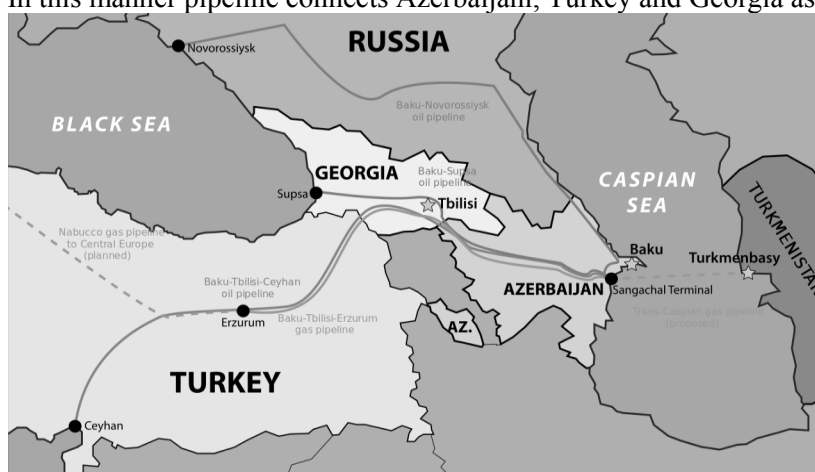 In this manner pipeline connects Azerbaijan, Turkey and Georgia as
RUSSIA
Novorossiysk
Baku-Novorossiysk
oil pipeline
BLACK SEA
GEORGIA
Baku-Supsa
oil pipeline
CASPIAN
SEA
TURKMENISTAN
Supsa
Tbilisi
Nabucco gas pipeline
to Central Europe
(planned)
Baku
Turkmenbasy
Baku-Tbilisi-Ceyhan
oil pipeline
AZERBAIJAN
Sangachal Terminal
Erzurum
Baku-Tbilisi-Erzurum
gas pipeline
Trans-Caspian gas pipeline
(proposed)
AZ.
TURKEY
Ceyhan